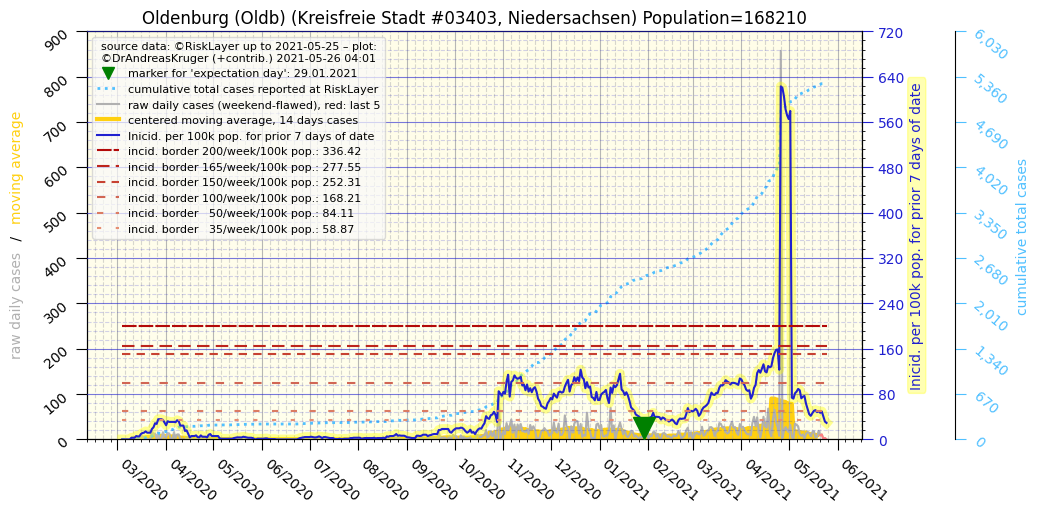 Oldenburg (Oldb) (Kreisfreie Stadt #03403, Niedersachsen) Population=168210
source data: ©RiskLayer up to 2021-05-25 – plot:
©DrAndreasKruger (+contrib.) 2021-05-26 04:01
marker for 'expectation day': 29.01.2021
cumulative total cases reported at RiskLayer
raw daily cases (weekend-flawed), red: last 5
centered moving average, 14 days cases
Inicid. per 100k pop. for prior 7 days of date
incid. border 200/week/100k pop.: 336.42
incid. border 165/week/100k pop.: 277.55
incid. border 150/week/100k pop.: 252.31
incid. border 100/week/100k pop.: 168.21
incid. border 50/week/100k pop.: 84.11
incid. border 35/week/100k pop.: 58.87
raw daily cases / moving average
900
800
700
600
500
400
300
200
100
0
03/2020
04/2020
05/2020
06/2020
07/2020
08/2020
09/2020
10/2020
11/2020
12/2020
01/2021
02/2021
03/2021
04/2021
05/2021
06/2021
720
640
560
480
400
320
240
160
80
0
Inicid. per 100k pop. for prior 7 days of date
6,030
5,360
4,690
4,020
3,350
2,680
2,010
1,340
670
0
cumulative total cases